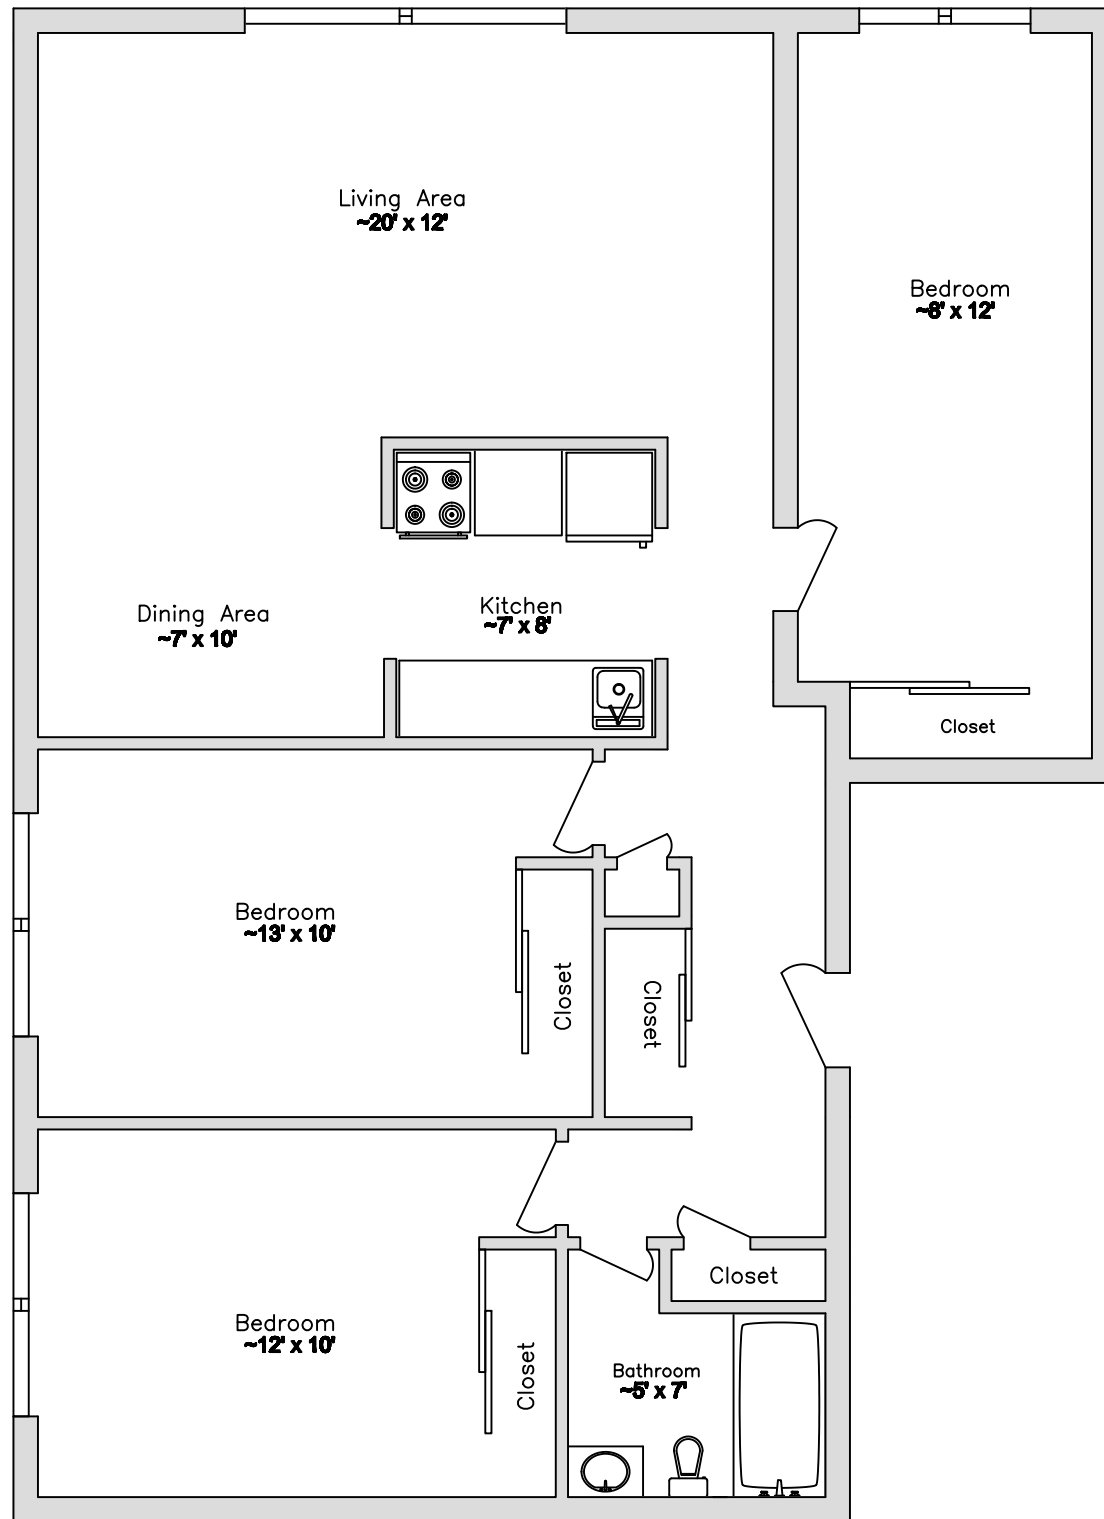 Living Area
~20' x 12'
Bedroom
~8' x 12'
Dining Area
~7' x 10'
Kitchen
~7' x 8'
Closet
Bedroom
~13' x 10'
Closet
Closet
Closet
Bedroom
~12' x 10'
Closet
Bathroom
~5' x 7'